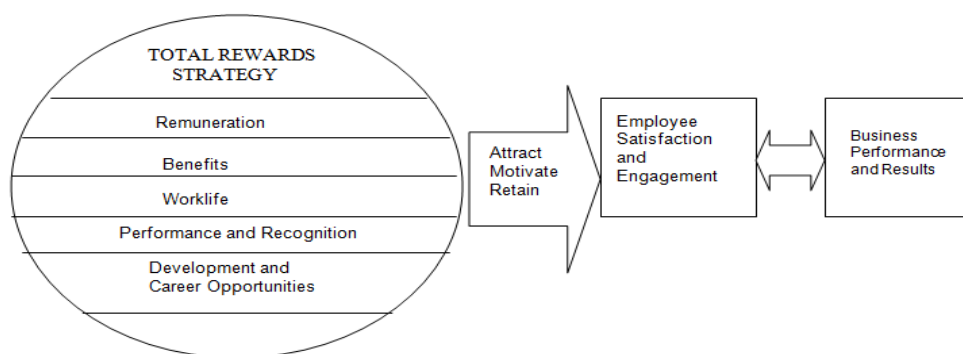 TOTAL REWARDS
STRATEGY
Remuneration
Benefits
Worklife
Performance and Recognition
Development and
Career Opportunities
Attract
Motivate
Retain
Employee
Satisfaction
and
Engagement
Business
Performance
and Results